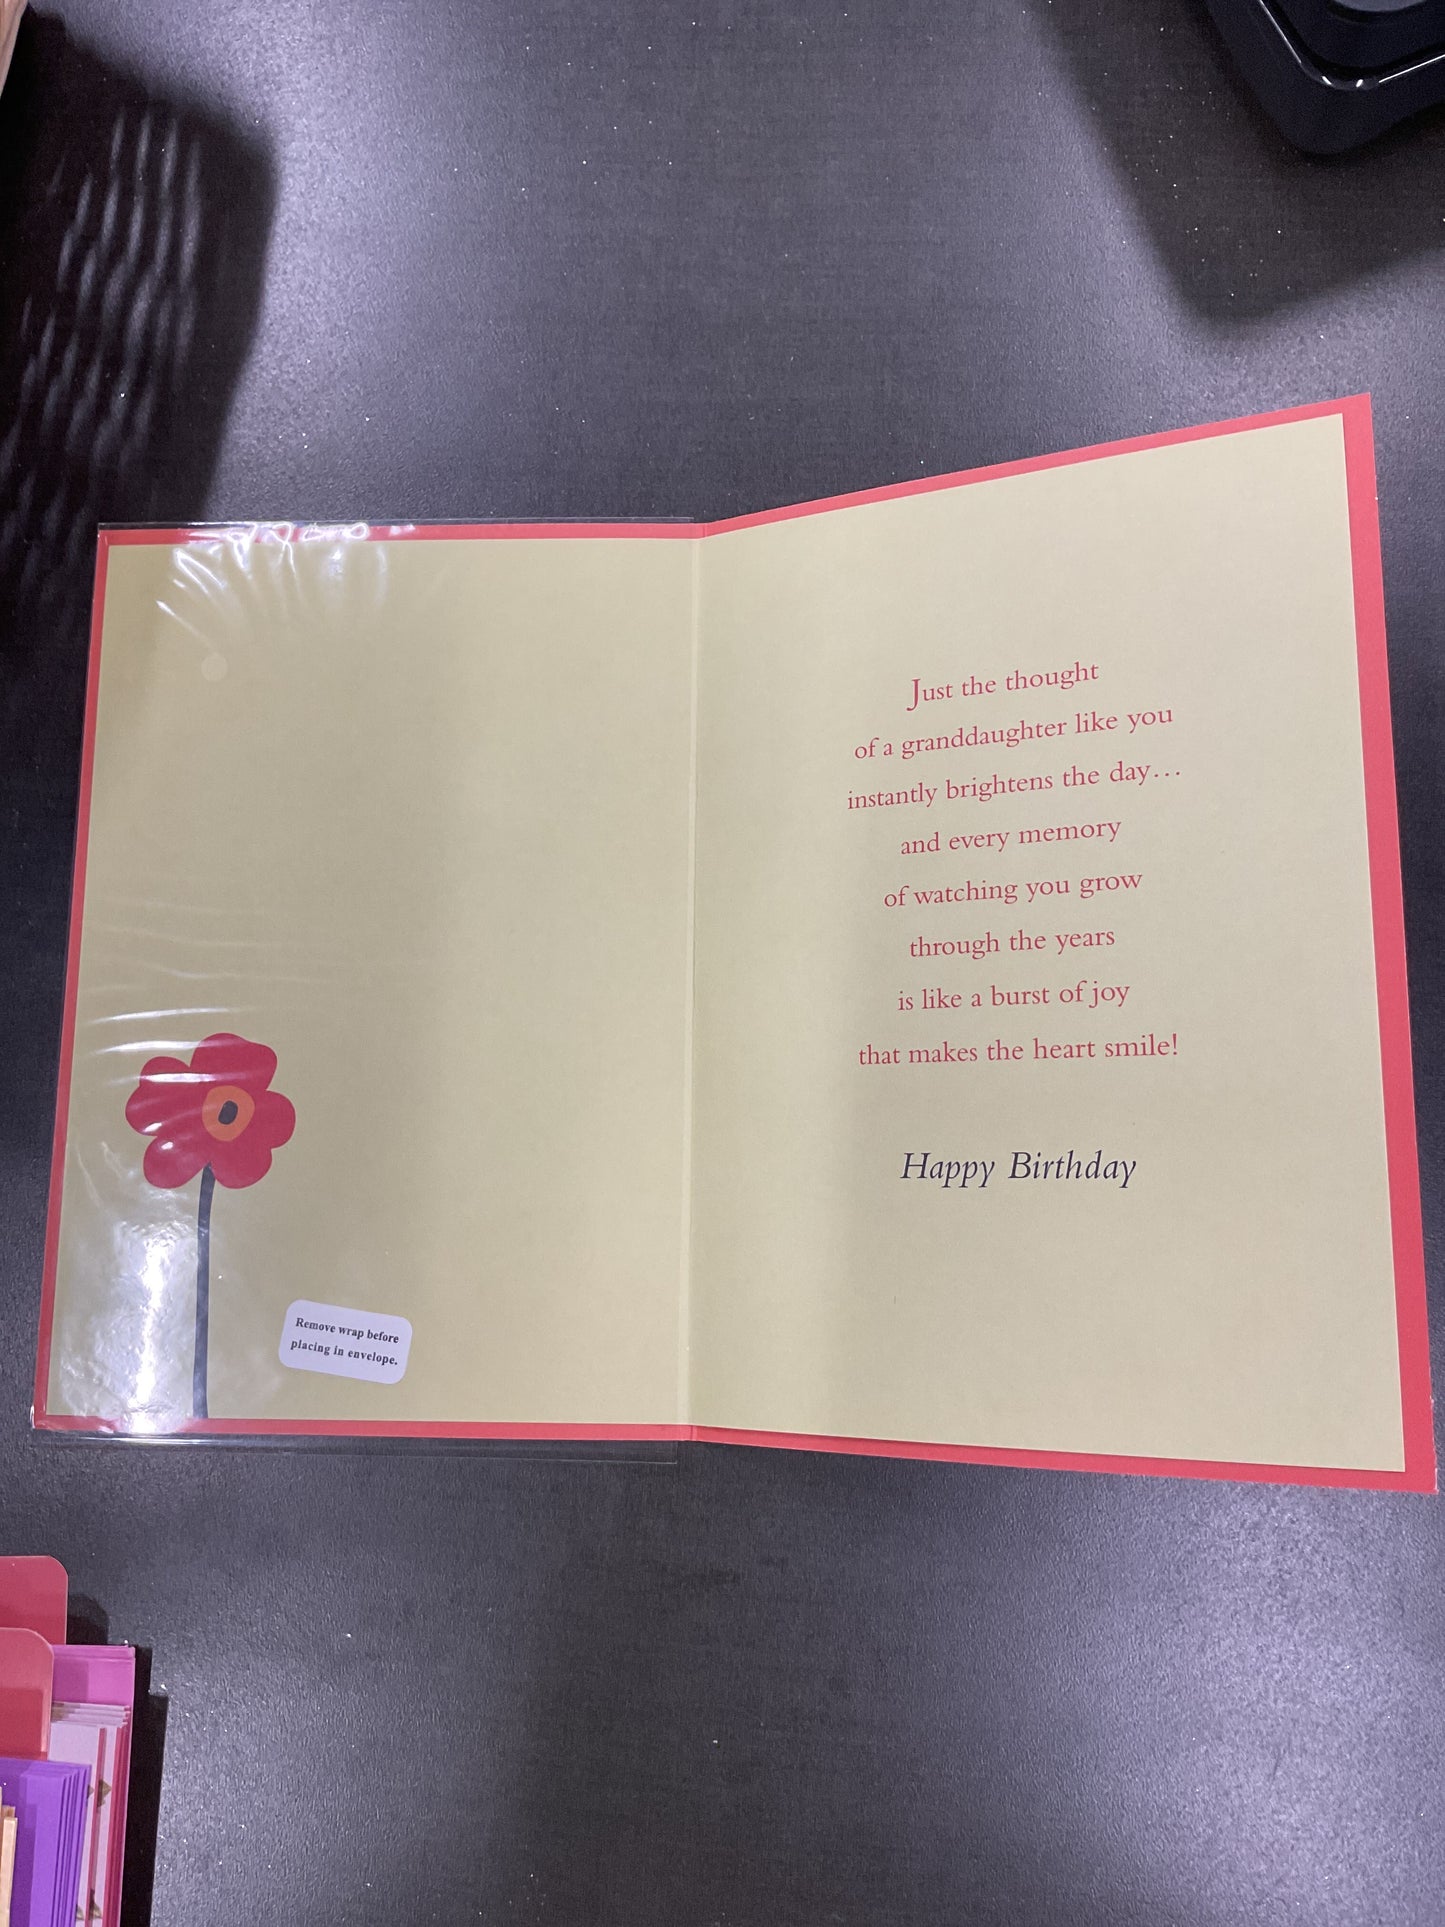 Remove wrap before
placing in envelope.
Just the thought
of a granddaughter like you
instantly brightens the day...
and every memory
of watching you grow
through the years
is like a burst of joy
that makes the heart smile!
Happy Birthday